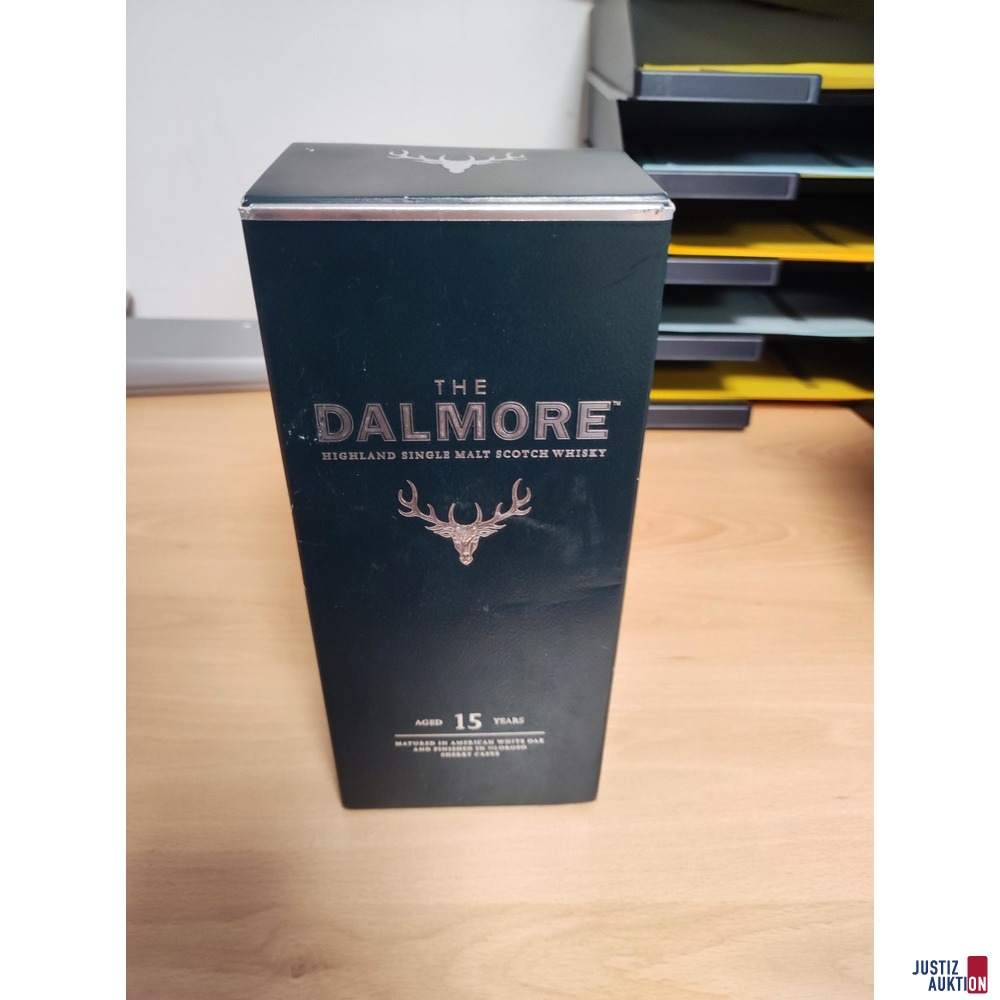 THE
DALMORE™
HIGHLAND SINGLE MALT SCOTCH WHISKY
AGED 15 YEARS
MATURED IN AMERICAN WHITE OAK
AND FINISHED IN OLOROSO
SHERRY CASKS
JUSTIZ
AUKTION